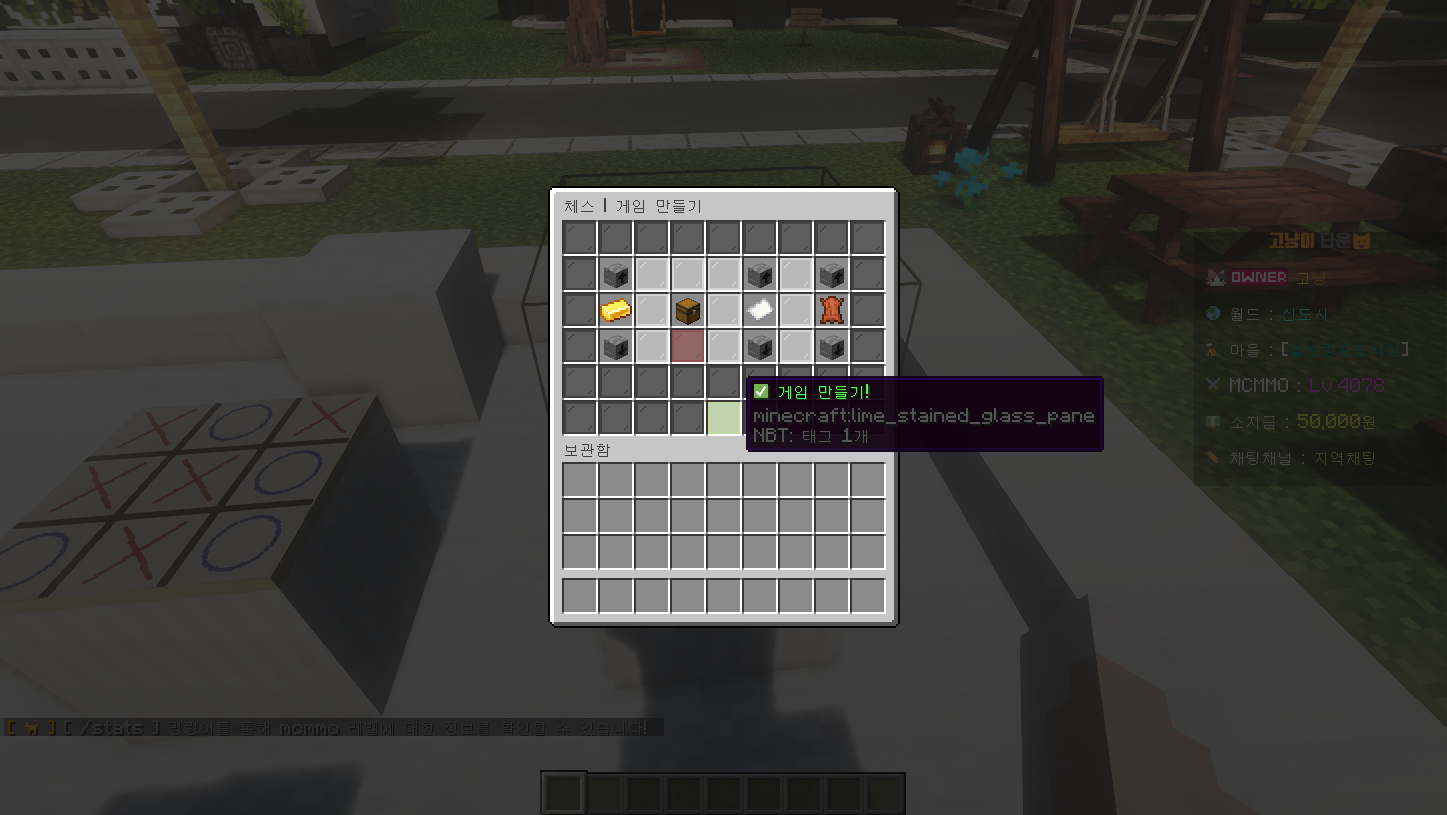 체스 | 게임 만들기
고냥이 타운
OWNER 고냥
월드 : 신도시
마을 : [ ]
MCMMO : Lv.4078
소지금 : 50,000원
채팅채널 : 지역채팅
✅ 게임 만들기!
minecraft:lime_stained_glass_pane
NBT: 태그 1개
보관함
[ ] [ /stats ] 명령어를 통해 mcmmo 레벨에 대한 정보를 확인할 수 있습니다!